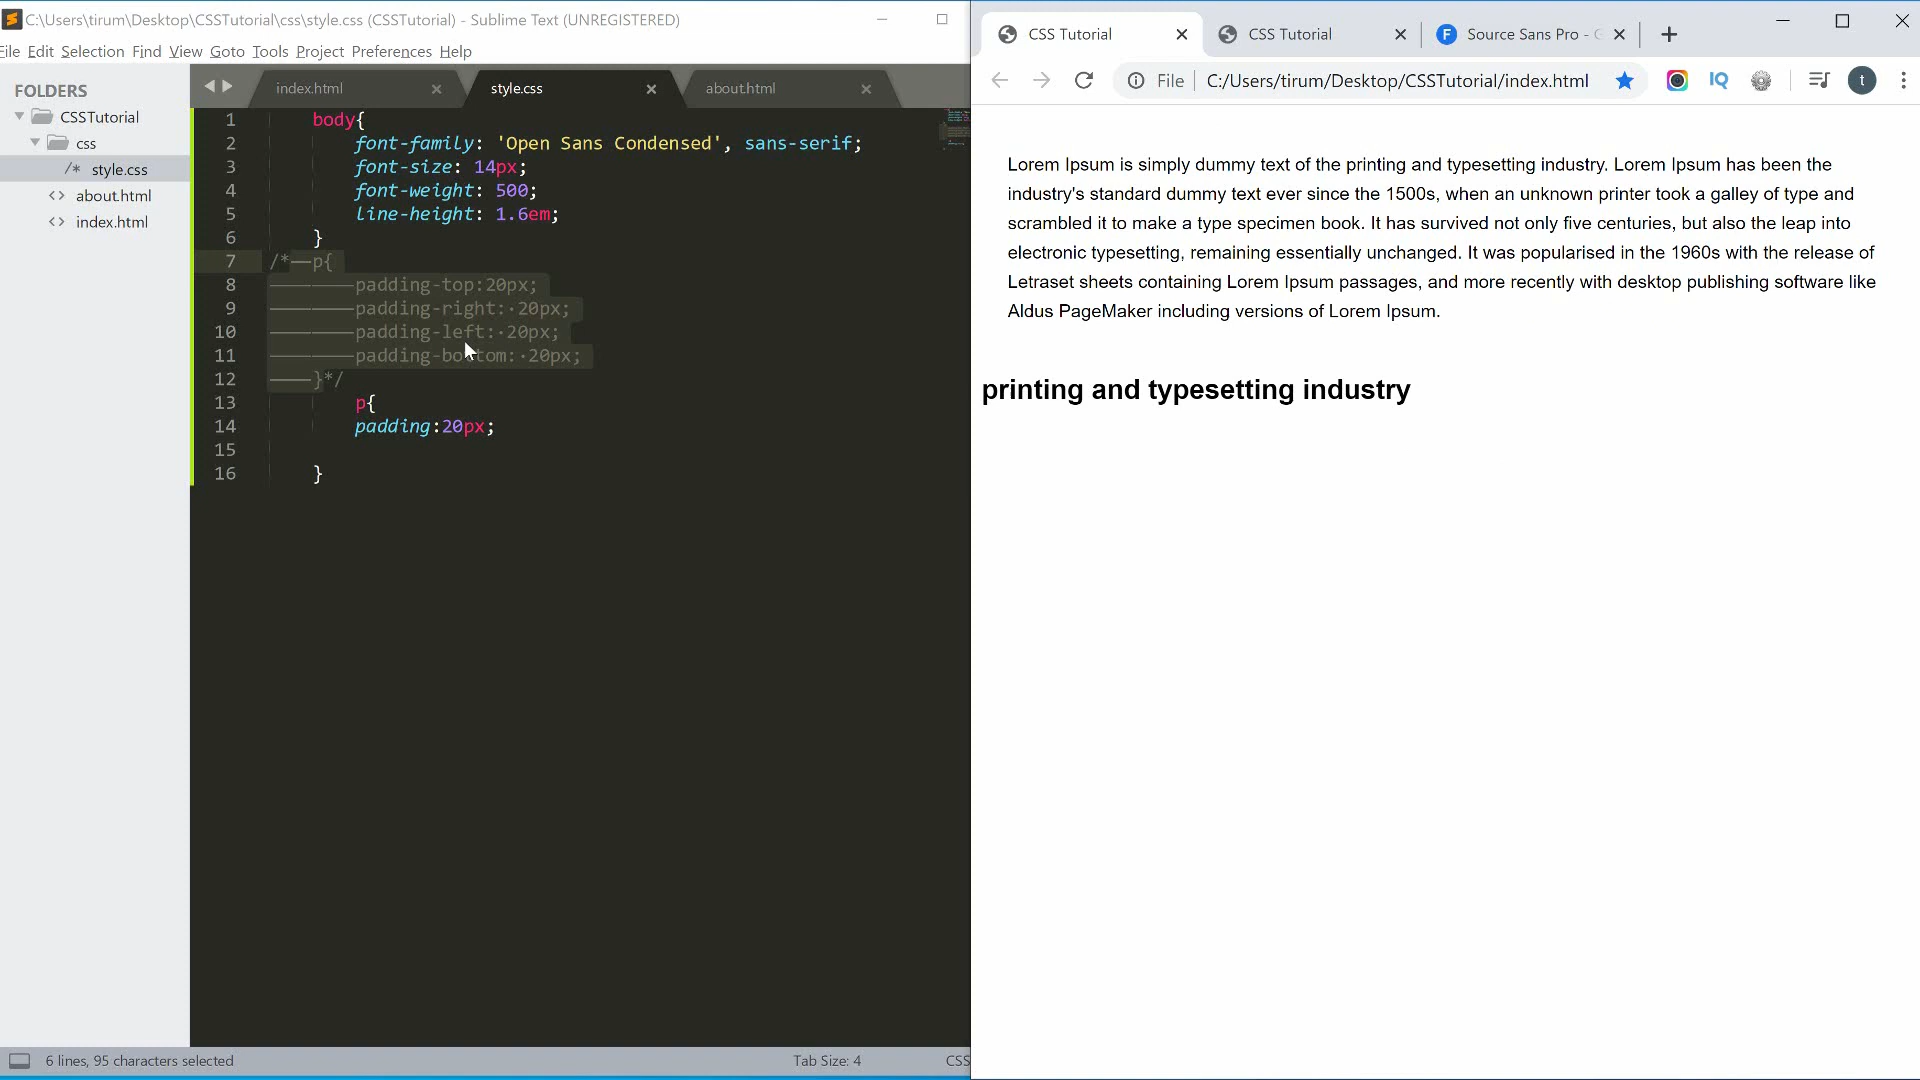 C:\Users\tirum\Desktop\CSSTutorial\css\style.css (CSSTutorial) - Sublime Text (UNREGISTERED)
File Edit Selection Find View Goto Tools Project Preferences Help
FOLDERS
CSSTutorial
css
/* style.css
<> about.html
<> index.html
index.html
style.css
about.html
1 body{
2 font-family: 'Open Sans Condensed', sans-serif;
3 font-size: 14px;
4 font-weight: 500;
5 line-height: 1.6em;
6 }
7 /* p{
8 padding-top:20px;
9 padding-right: 20px;
10 padding-left: 20px;
11 padding-bottom: 20px;
12 }*/
13 p{
14 padding:20px;
15
16 }
6 lines, 95 characters selected
Tab Size: 4
CSS
CSS Tutorial
CSS Tutorial
F Source Sans Pro -
File C:/Users/tirum/Desktop/CSSTutorial/index.html
IQ
t
Lorem Ipsum is simply dummy text of the printing and typesetting industry. Lorem Ipsum has been the
industry's standard dummy text ever since the 1500s, when an unknown printer took a galley of type and
scrambled it to make a type specimen book. It has survived not only five centuries, but also the leap into
electronic typesetting, remaining essentially unchanged. It was popularised in the 1960s with the release of
Letraset sheets containing Lorem Ipsum passages, and more recently with desktop publishing software like
Aldus PageMaker including versions of Lorem Ipsum.
printing and typesetting industry